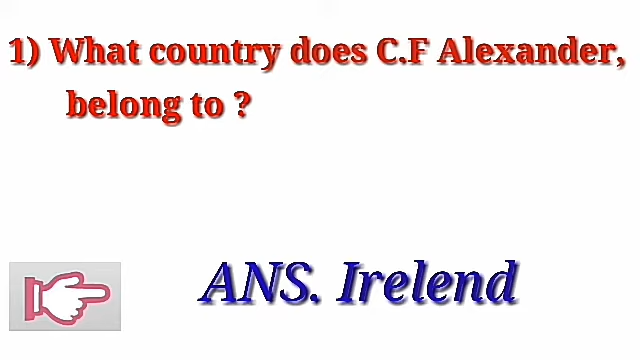 1) What country does C.F Alexander,
belong to ?
ANS. Irelend